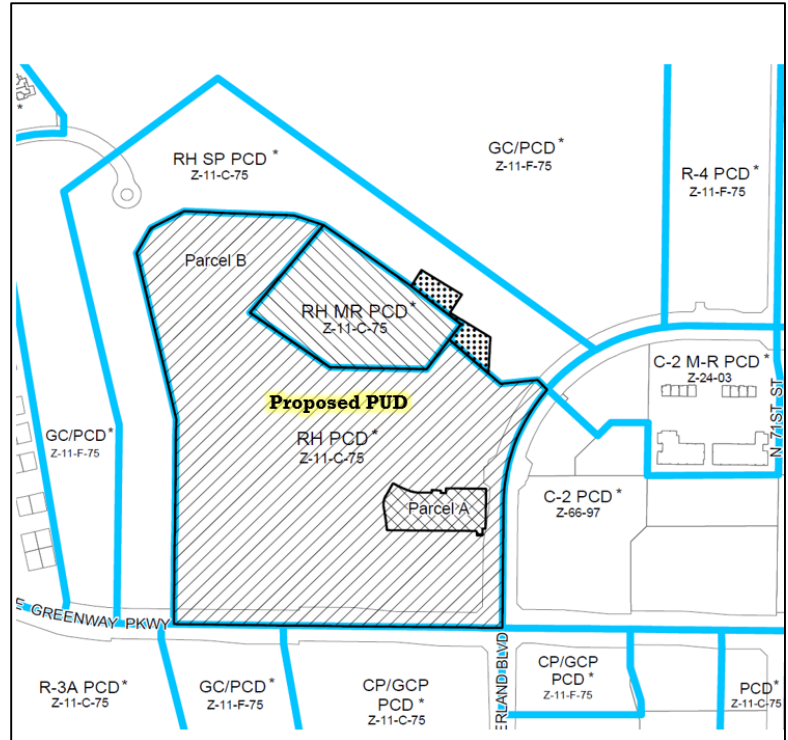 RH SP PCD *
Z-11-C-75
GC/PCD *
Z-11-F-75
R-4 PCD *
Z-11-F-75
*
Parcel B
RH MR PCD *
Z-11-C-75
C-2 M-R PCD *
Z-24-03
N 71ST ST
Proposed PUD
RH PCD *
Z-11-C-75
GC/PCD *
Z-11-F-75
Parcel A
C-2 PCD *
Z-66-97
E GREENWAY PKWY
ERLAND BLVD
R-3A PCD *
Z-11-C-75
GC/PCD *
Z-11-F-75
CP/GCP
PCD *
Z-11-C-75
CP/GCP
PCD *
Z-11-F-75
PCD *
Z-11-C-75